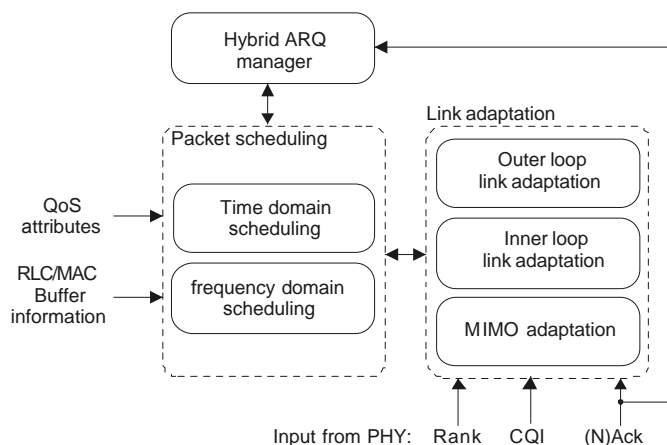 Hybrid ARQ
manager
Packet scheduling
Link adaptation
Outer loop
link adaptation
QoS
attributes
Time domain
scheduling
Inner loop
link adaptation
RLC/MAC
Buffer
information
frequency domain
scheduling
MIMO adaptation
Input from PHY: Rank CQI (N)Ack